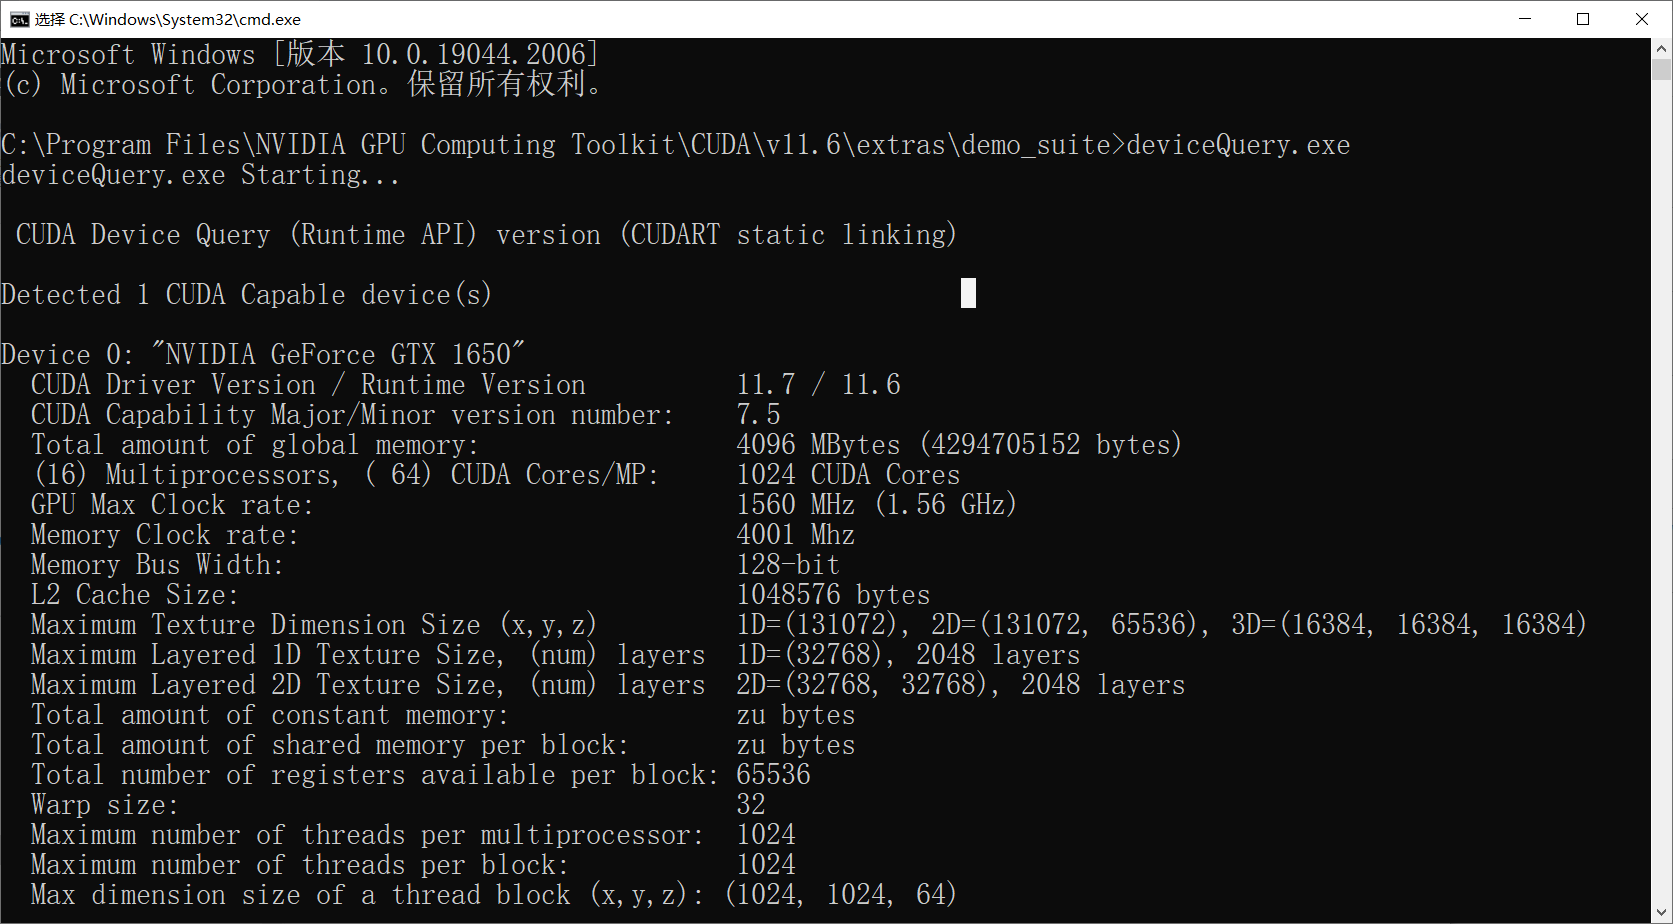 选择 C:\Windows\System32\cmd.exe
Microsoft Windows [版本 10.0.19044.2006]
(c) Microsoft Corporation。保留所有权利。
C:\Program Files\NVIDIA GPU Computing Toolkit\CUDA\v11.6\extras\demo_suite>deviceQuery.exe
deviceQuery.exe Starting...
CUDA Device Query (Runtime API) version (CUDART static linking)
Detected 1 CUDA Capable device(s)
Device 0: "NVIDIA GeForce GTX 1650"
CUDA Driver Version / Runtime Version 11.7 / 11.6
CUDA Capability Major/Minor version number: 7.5
Total amount of global memory: 4096 MBytes (4294705152 bytes)
(16) Multiprocessors, ( 64) CUDA Cores/MP: 1024 CUDA Cores
GPU Max Clock rate: 1560 MHz (1.56 GHz)
Memory Clock rate: 4001 Mhz
Memory Bus Width: 128-bit
L2 Cache Size: 1048576 bytes
Maximum Texture Dimension Size (x,y,z) 1D=(131072), 2D=(131072, 65536), 3D=(16384, 16384, 16384)
Maximum Layered 1D Texture Size, (num) layers 1D=(32768), 2048 layers
Maximum Layered 2D Texture Size, (num) layers 2D=(32768, 32768), 2048 layers
Total amount of constant memory: zu bytes
Total amount of shared memory per block: zu bytes
Total number of registers available per block: 65536
Warp size: 32
Maximum number of threads per multiprocessor: 1024
Maximum number of threads per block: 1024
Max dimension size of a thread block (x,y,z): (1024, 1024, 64)